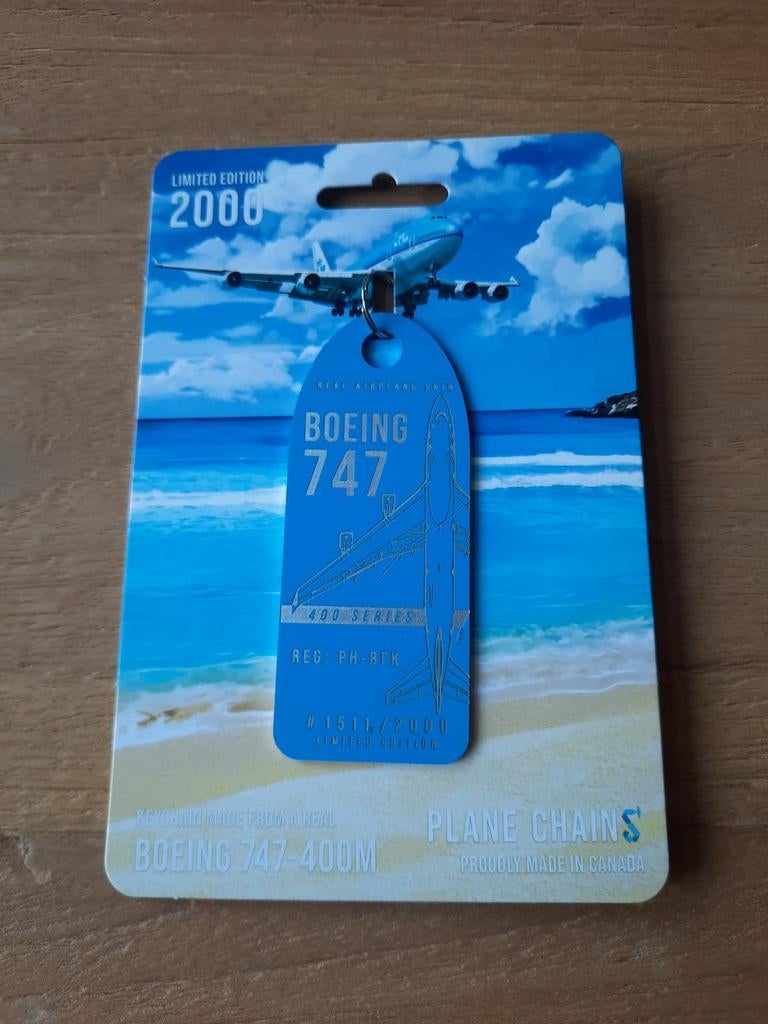 LIMITED EDITION
2000
KLM
REAL AIRPLANE SKIN
BOEING
747
400 SERIES
REG: PH-BFK
#1511/2000
LIMITED EDITION
KEYCHAIN MADE FROM A REAL
BOEING 747-400M
PLANE CHAINS
PROUDLY MADE IN CANADA